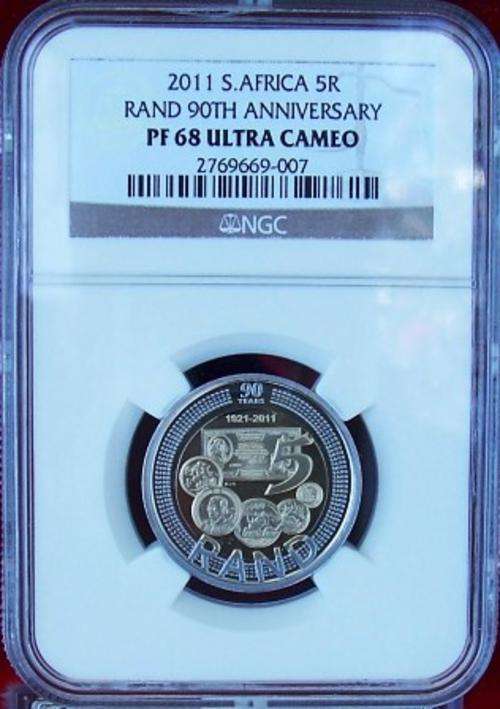 2011 S.AFRICA 5R
RAND 90TH ANNIVERSARY
PF 68 ULTRA CAMEO
2769669-007
NGC
90
YEARS
1921-2011
5
RAND